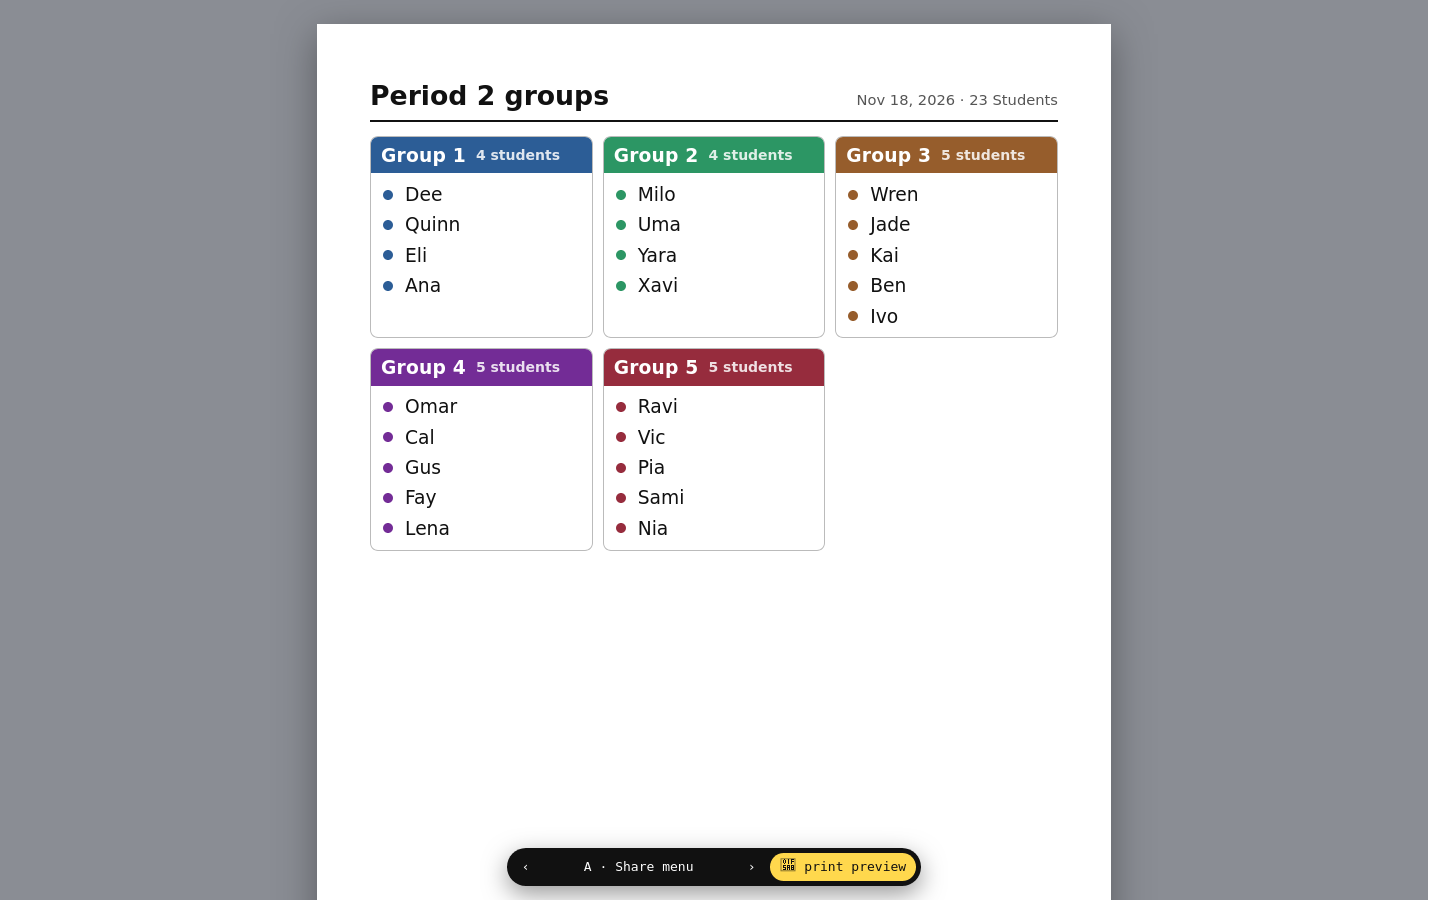 Period 2 groups
Nov 18, 2026 · 23 Students
Group 1 4 students
Dee
Quinn
Eli
Ana
Group 2 4 students
Milo
Uma
Yara
Xavi
Group 3 5 students
Wren
Jade
Kai
Ben
Ivo
Group 4 5 students
Omar
Cal
Gus
Fay
Lena
Group 5 5 students
Ravi
Vic
Pia
Sami
Nia
‹ A · Share menu › print preview